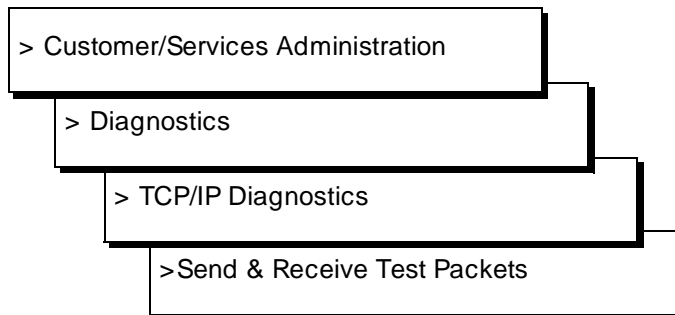 > Customer/Services Administration
> Diagnostics
> TCP/IP Diagnostics
>Send & Receive Test Packets